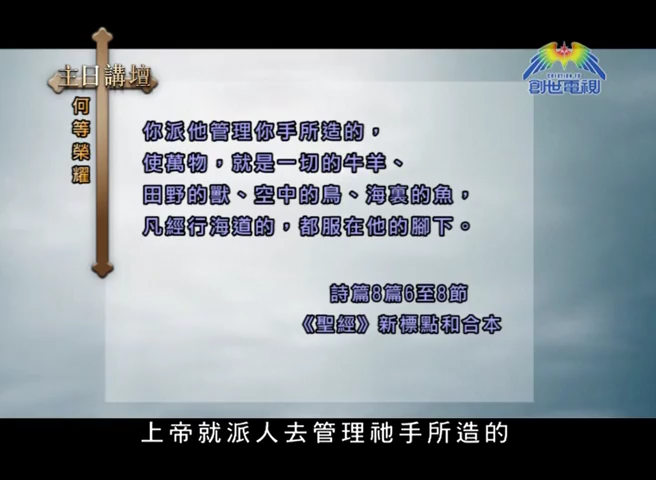 主日講壇
何等榮耀
CREATION TV
創世電視
你派他管理你手所造的，
使萬物，就是一切的牛羊、
田野的獸、空中的鳥、海裏的魚，
凡經行海道的，都服在他的腳下。
詩篇8篇6至8節
《聖經》新標點和合本
上帝就派人去管理祂手所造的